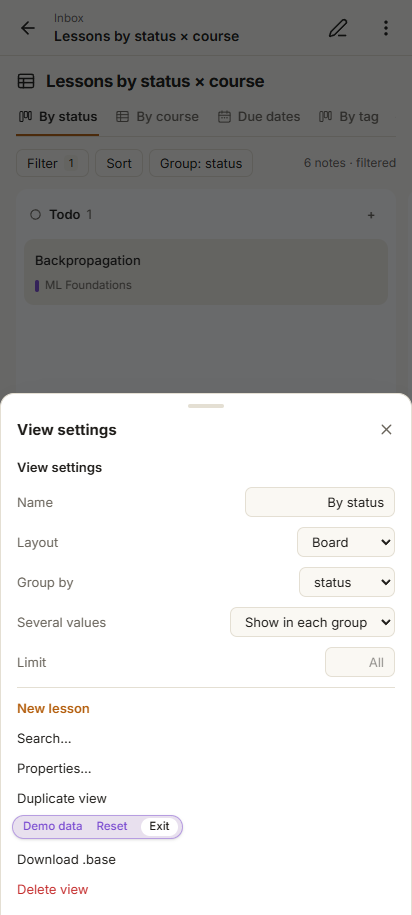 Inbox
Lessons by status × course
Lessons by status × course
By status By course Due dates By tag
Filter 1 Sort Group: status 6 notes · filtered
Todo 1 +
Backpropagation
ML Foundations
View settings
View settings
Name By status
Layout Board
Group by status
Several values Show in each group
Limit All
New lesson
Search...
Properties...
Duplicate view
Demo data Reset Exit
Download .base
Delete view